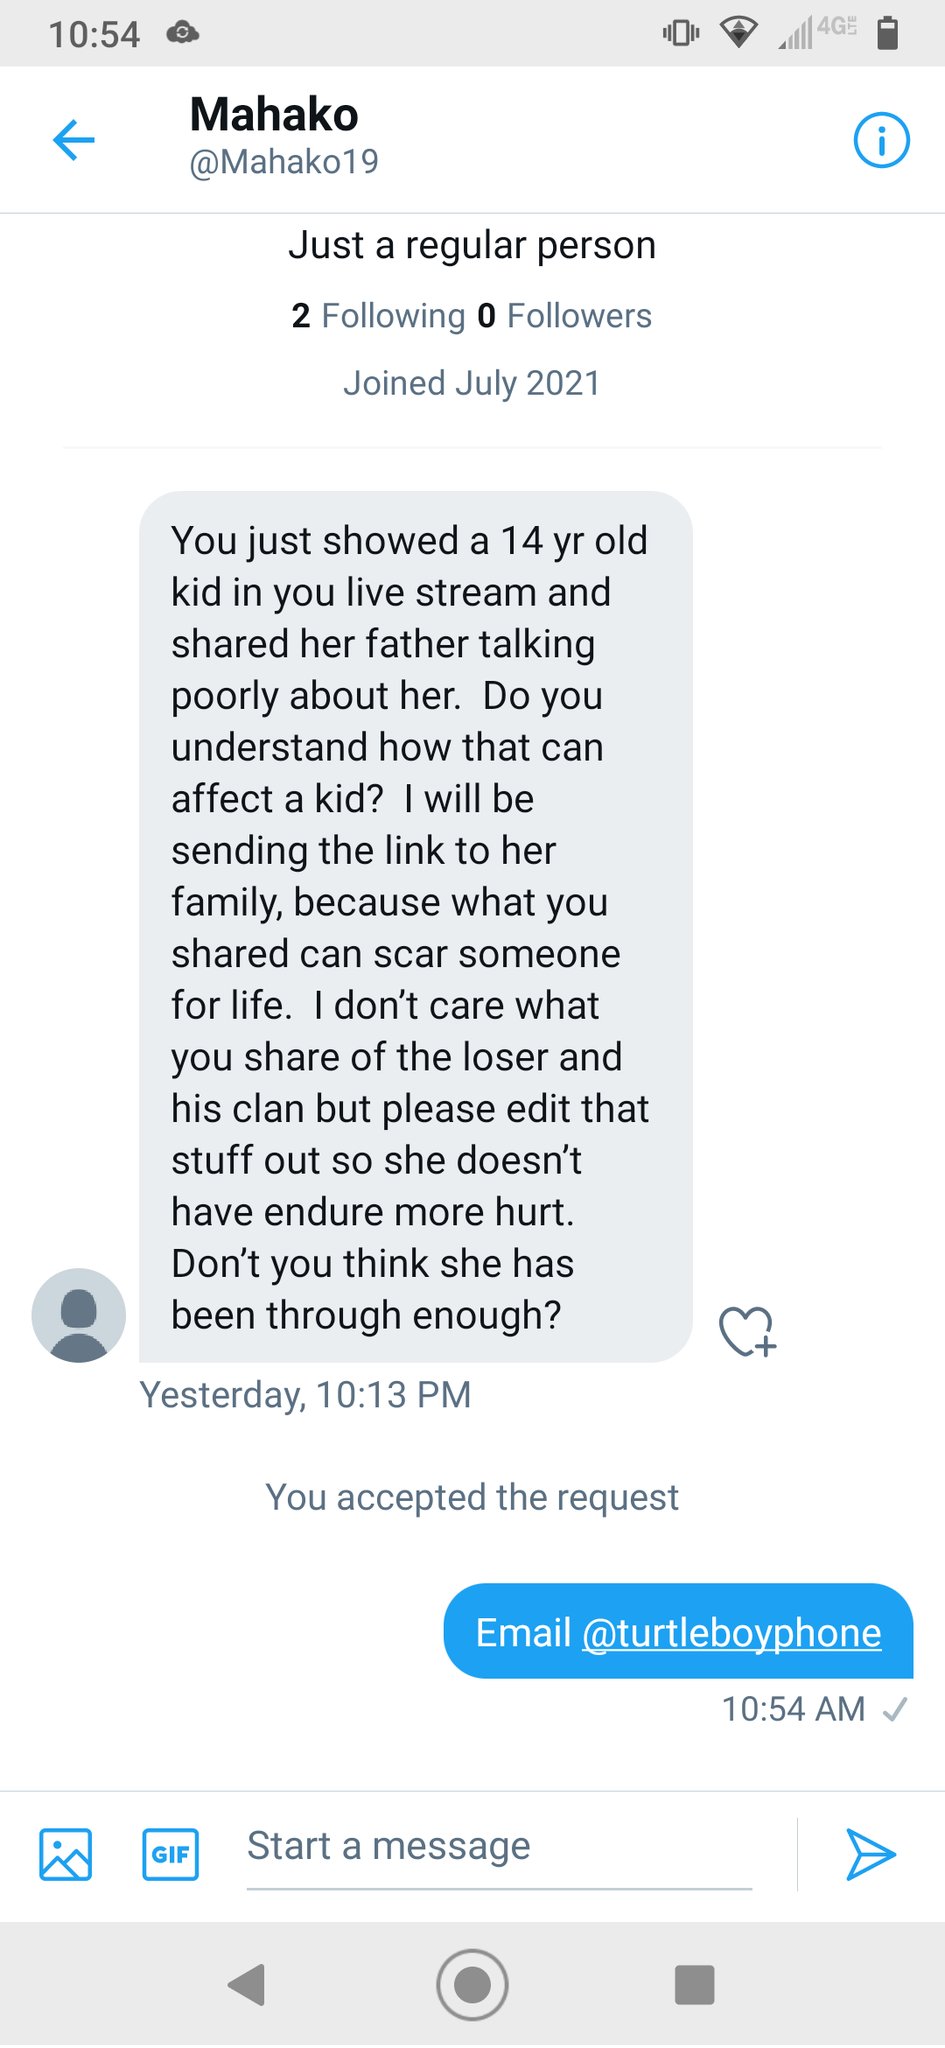 10:54
4G LTE
Mahako
@Mahako19
Just a regular person
2 Following 0 Followers
Joined July 2021
You just showed a 14 yr old
kid in you live stream and
shared her father talking
poorly about her.  Do you
understand how that can
affect a kid?  I will be
sending the link to her
family, because what you
shared can scar someone
for life.  I don’t care what
you share of the loser and
his clan but please edit that
stuff out so she doesn’t
have endure more hurt.
Don’t you think she has
been through enough?
Yesterday, 10:13 PM
You accepted the request
Email @turtleboyphone
10:54 AM
GIF
Start a message